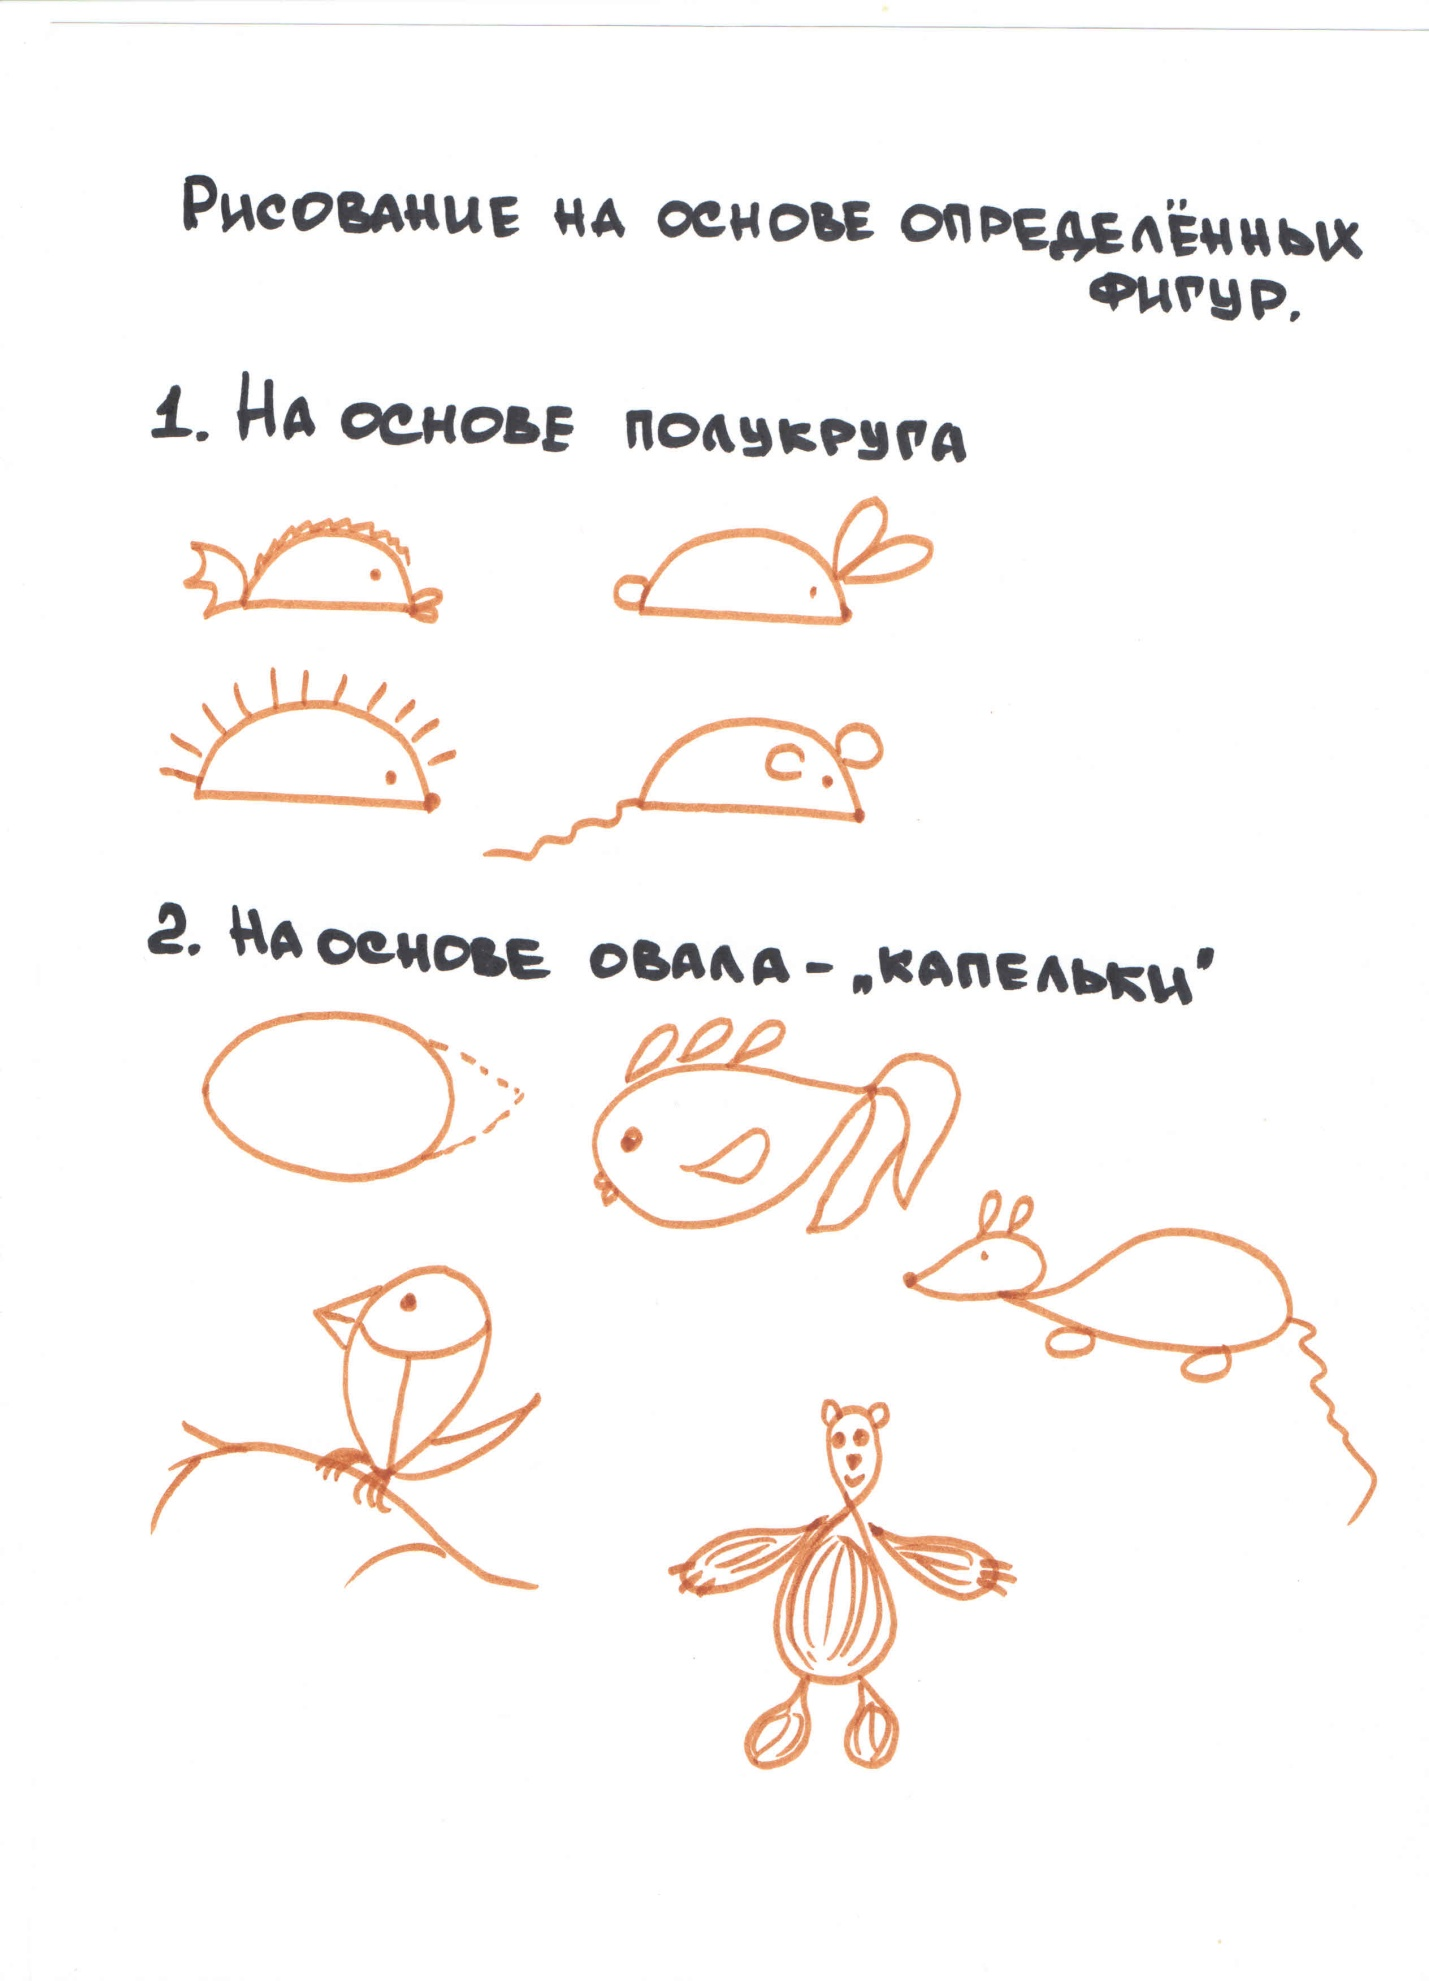 Рисование на основе определённых
фигур.
1. На основе полукруга
2. На основе овала - „капельки"